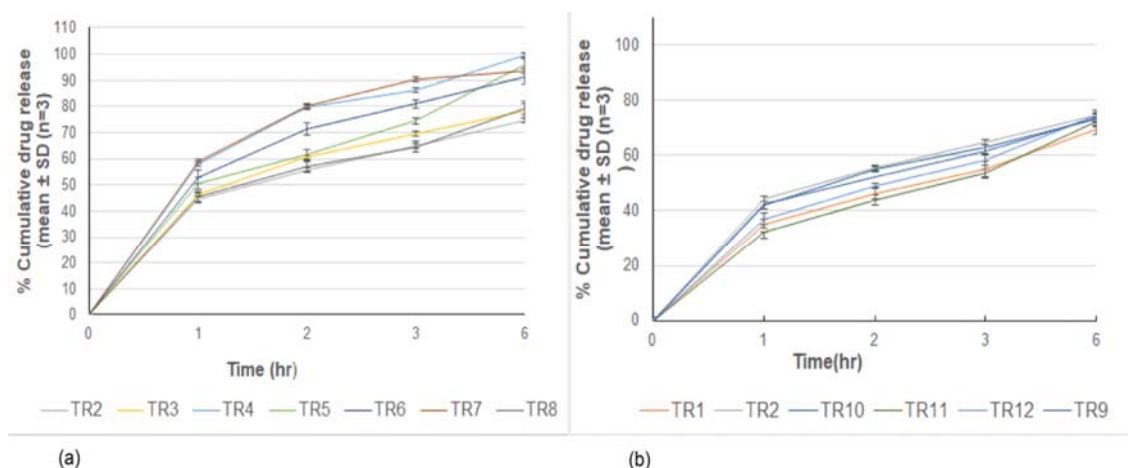 % Cumulative drug release
(mean ± SD (n=3)
110
100
90
80
70
60
50
40
30
20
10
0
0 1 2 3 6
Time (hr)
TR2 TR3 TR4 TR5 TR6 TR7 TR8
(a)
% Cumulative drug release
(mean ± SD (n=3)
)
100
80
60
40
20
0
0 1 2 3 6
Time(hr)
TR1 TR2 TR10 TR11 TR12 TR9
(b)